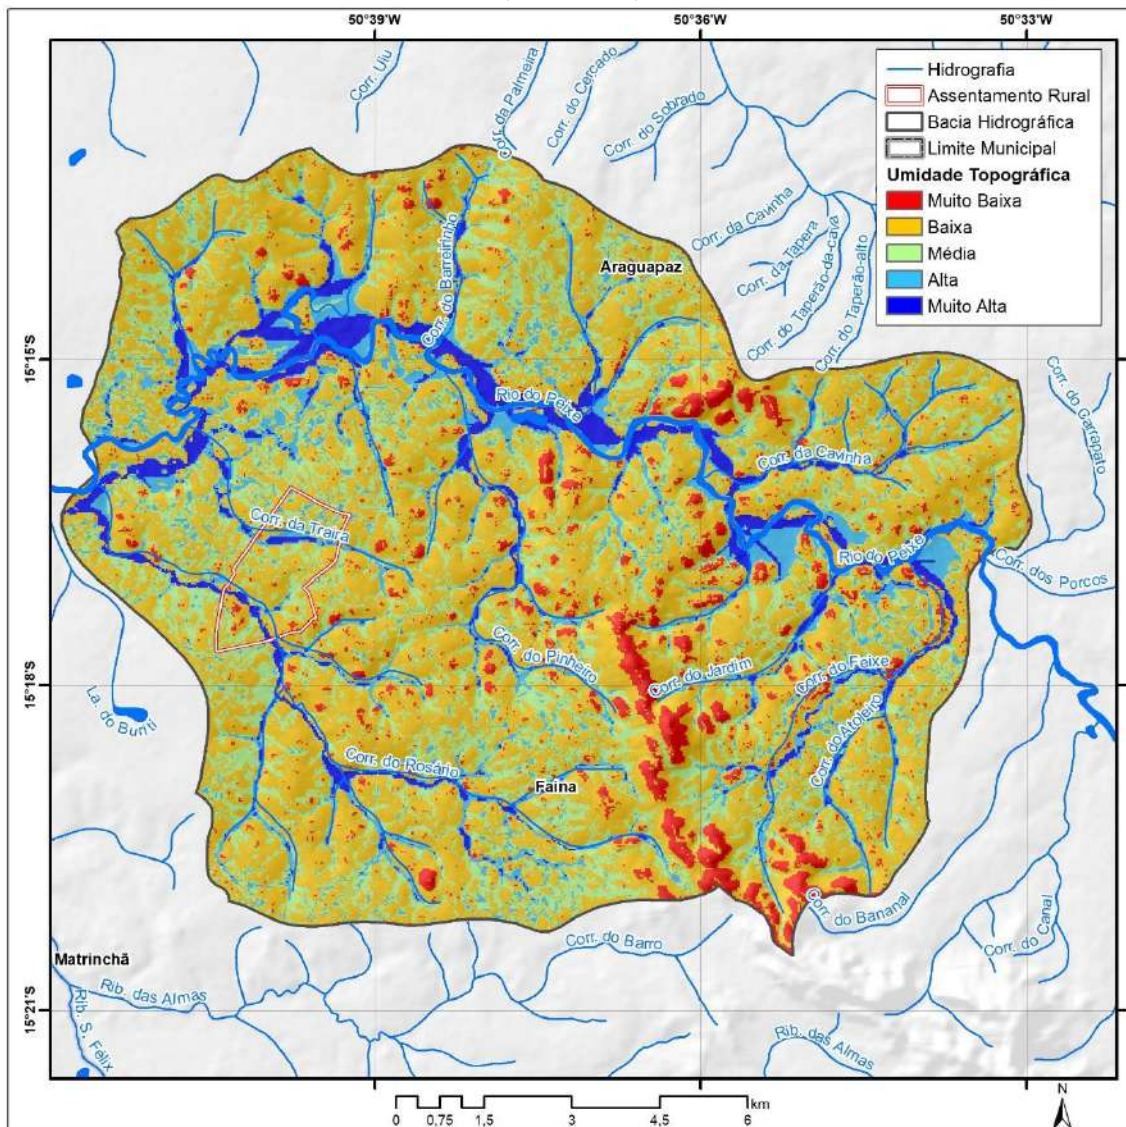 50°39'W
50°36'W
50°33'W
Hidrografia
Assentamento Rural
Bacia Hidrográfica
Limite Municipal
Umidade Topográfica
Muito Baixa
Baixa
Média
Alta
Muito Alta
Corr. Uiu
Corr. da Palmeira
Corr. do Cercado
Corr. do Sobrado
Corr. da Cavinha
Corr. da Tapera
Corr. do Taperão-da-cava
Corr. do Taperão-alto
Corr. do Barreirinho
Araguapaz
15°15'S
Rio do Peixe
Corr. do Carrapato
Corr. da Cavinha
Corr. da Traíra
Rio do Peixe
Corr. dos Porcos
Corr. do Pinheiro
Corr. do Jardim
Corr. do Feixe
15°18'S
La. do Buriti
Corr. do Atoleiro
Corr. do Rosário
Faina
Corr. do Bananal
Corr. do Barro
Corr. do Canal
Matrinchã
Rib. das Almas
Rib. S. Félix
15°21'S
Rib. das Almas
N
km
0 0,75 1,5 3 4,5 6